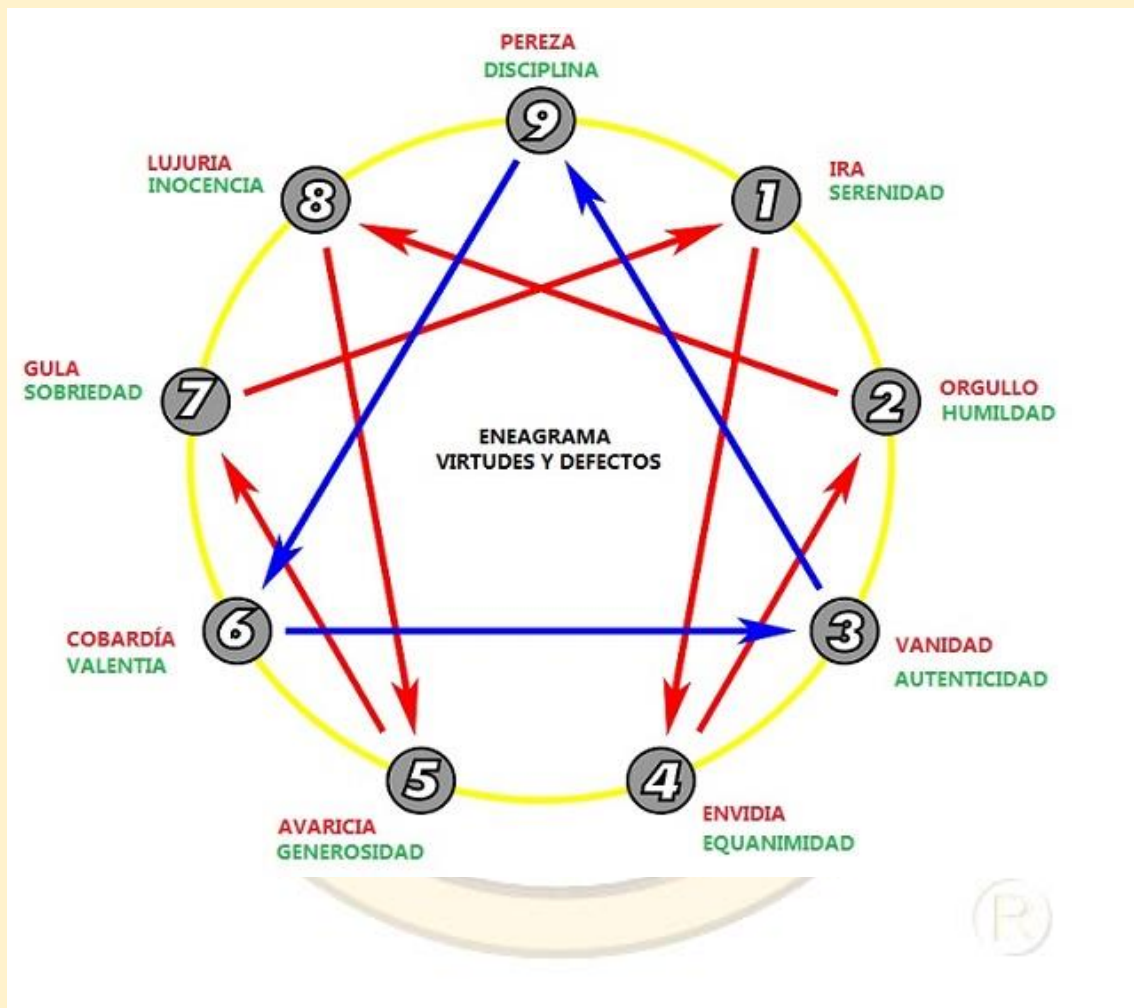 PEREZA
DISCIPLINA
9
LUJURIA
INOCENCIA
8
1
IRA
SERENIDAD
GULA
SOBRIEDAD
7
2
ORGULLO
HUMILDAD
ENEAGRAMA
VIRTUDES Y DEFECTOS
COBARDÍA
VALENTIA
6
3
VANIDAD
AUTENTICIDAD
5
4
AVARICIA
GENEROSIDAD
ENVIDIA
EQUANIMIDAD
R